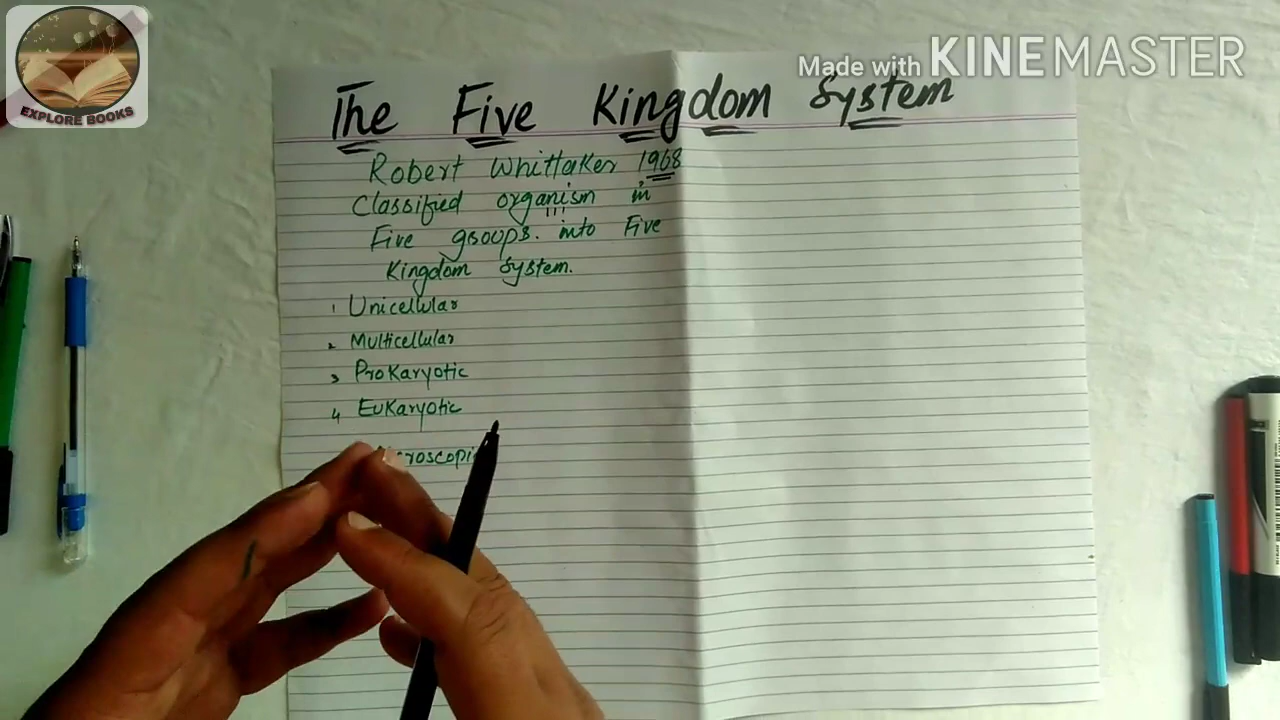 EXPLORE BOOKS
Made with KINEMASTER
The Five Kingdom System
Robert Whittaker 1968
Classified organism in
Five groups. into Five
Kingdom System.
1 Unicellular
2 Multicellular
3 Prokaryotic
4 Eukaryotic